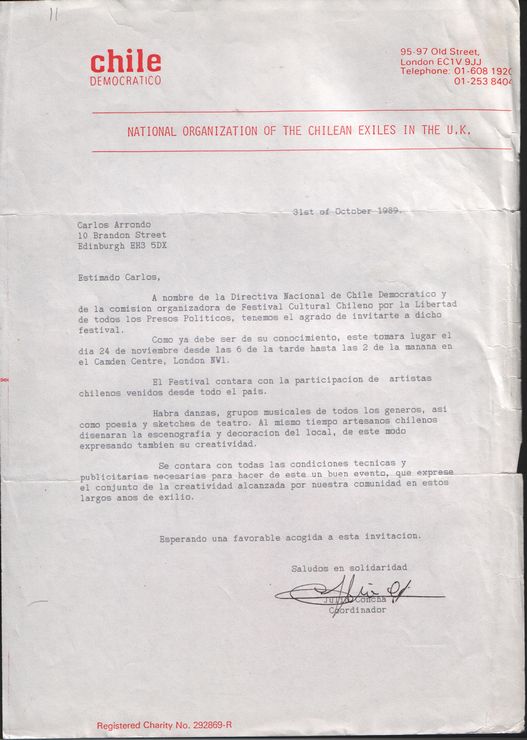 11
chile
DEMOCRATICO
95-97 Old Street,
London EC1V 9JJ
Telephone: 01-608 1920
01-253 8404
NATIONAL ORGANIZATION OF THE CHILEAN EXILES IN THE U.K.
31st of October 1989.
Carlos Arrondo
10 Brandon Street
Edinburgh EH3 5DX
Estimado Carlos,
A nombre de la Directiva Nacional de Chile Democratico y
de la comision organizadora de Festival Cultural Chileno por la Libertad
de todos los Presos Politicos, tenemos el agrado de invitarte a dicho
festival.
Como ya debe ser de su conocimiento, este tomara lugar el
dia 24 de noviembre desde las 6 de la tarde hasta las 2 de la manana en
el Camden Centre, London NW1.
El Festival contara con la participacion de artistas
chilenos venidos desde todo el pais.
Habra danzas, grupos musicales de todos los generos, asi
como poesia y sketches de teatro. Al mismo tiempo artesanos chilenos
disenaran la escenografia y decoracion del local, de este modo
expresando tambien su creatividad.
Se contara con todas las condiciones tecnicas y
publicitarias necesarias para hacer de este un buen evento, que exprese
el conjunto de la creatividad alcanzada por nuestra comunidad en estos
largos anos de exilio.
Esperando una favorable acogida a esta invitacion.
Saludos en solidaridad
Concha
Coordinador
Registered Charity No. 292869-R